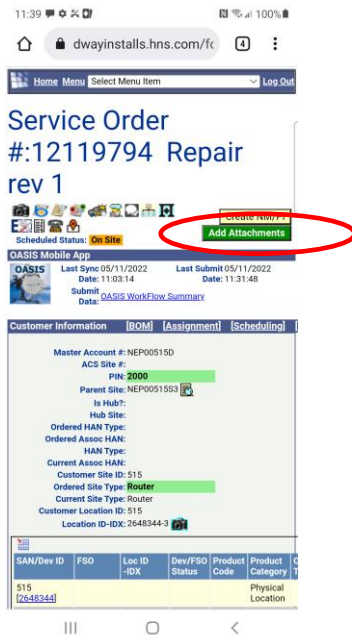 11:39 100%
dwayinstalls.hns.com/fc 4
Home Menu Select Menu Item Log Out
Service Order
#:12119794 Repair
rev 1
Create NM/FT
Add Attachments
Scheduled Status: On Site
OASIS Mobile App
OASIS Last Sync Date: 05/11/2022 11:03:14 Last Submit Date: 05/11/2022 11:31:48
Submit Data: OASIS WorkFlow Summary
Customer Information [BOM] [Assignment] [Scheduling] [
Master Account #: NEP00515D
ACS Site #:
PIN: 2000
Parent Site: NEP00515S3
Is Hub?:
Hub Site:
Ordered HAN Type:
Ordered Assoc HAN:
HAN Type:
Current Assoc HAN:
Customer Site ID: 515
Ordered Site Type: Router
Current Site Type: Router
Customer Location ID: 515
Location ID-IDX: 2648344-3
SAN/Dev ID FSO Loc ID -IDX Dev/FSO Status Product Code Product Category
515 [2648344] Physical Location